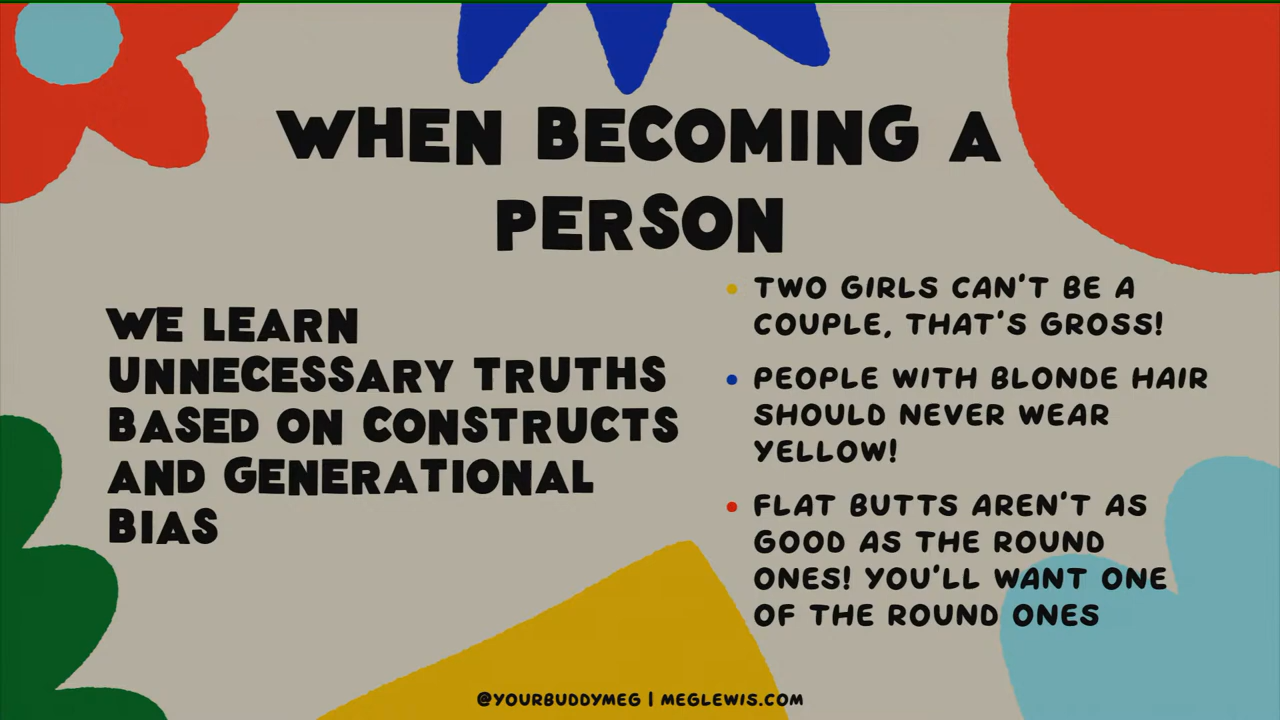 WHEN BECOMING A
PERSON
WE LEARN
UNNECESSARY TRUTHS
BASED ON CONSTRUCTS
AND GENERATIONAL
BIAS
TWO GIRLS CAN'T BE A
COUPLE, THAT'S GROSS!
PEOPLE WITH BLONDE HAIR
SHOULD NEVER WEAR
YELLOW!
FLAT BUTTS AREN'T AS
GOOD AS THE ROUND
ONES! YOU'LL WANT ONE
OF THE ROUND ONES
@YOURBUDDYMEG | MEGLEWIS.COM